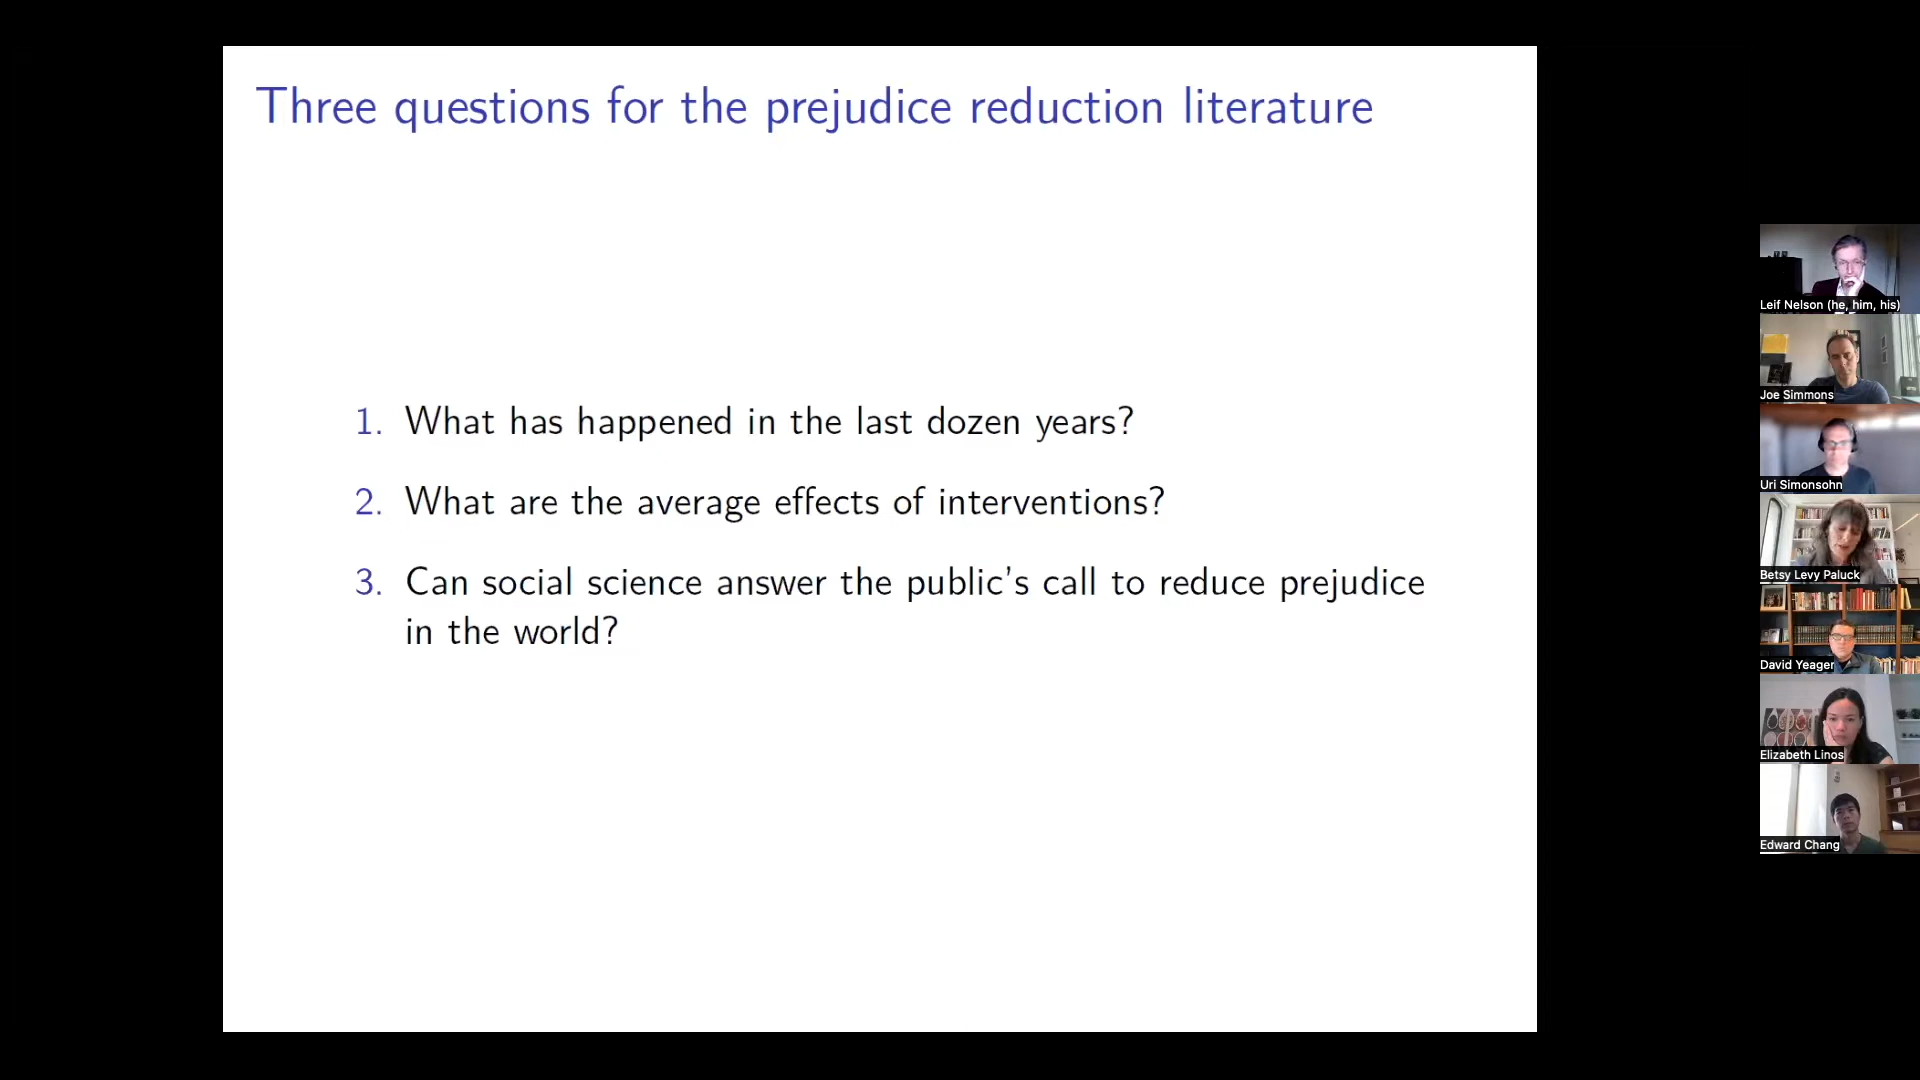 Three questions for the prejudice reduction literature
1. What has happened in the last dozen years?
2. What are the average effects of interventions?
3. Can social science answer the public's call to reduce prejudice
in the world?
Leif Nelson (he, him, his)
Joe Simmons
Uri Simonsohn
Betsy Levy Paluck
David Yeager
Elizabeth Linos
Edward Chang